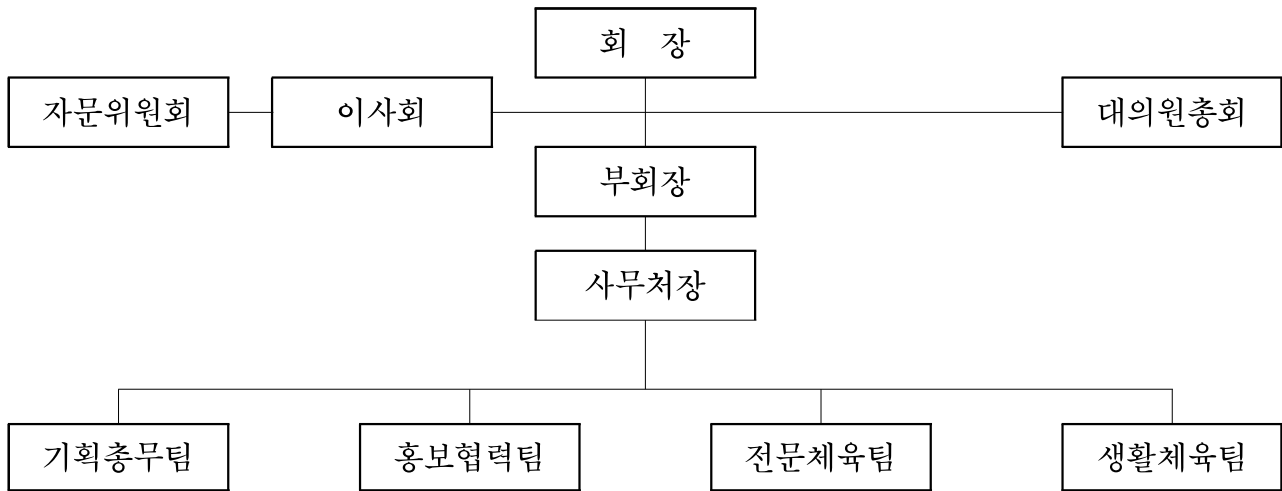 회 장
자문위원회
이사회
대의원총회
부회장
사무처장
기획총무팀
홍보협력팀
전문체육팀
생활체육팀